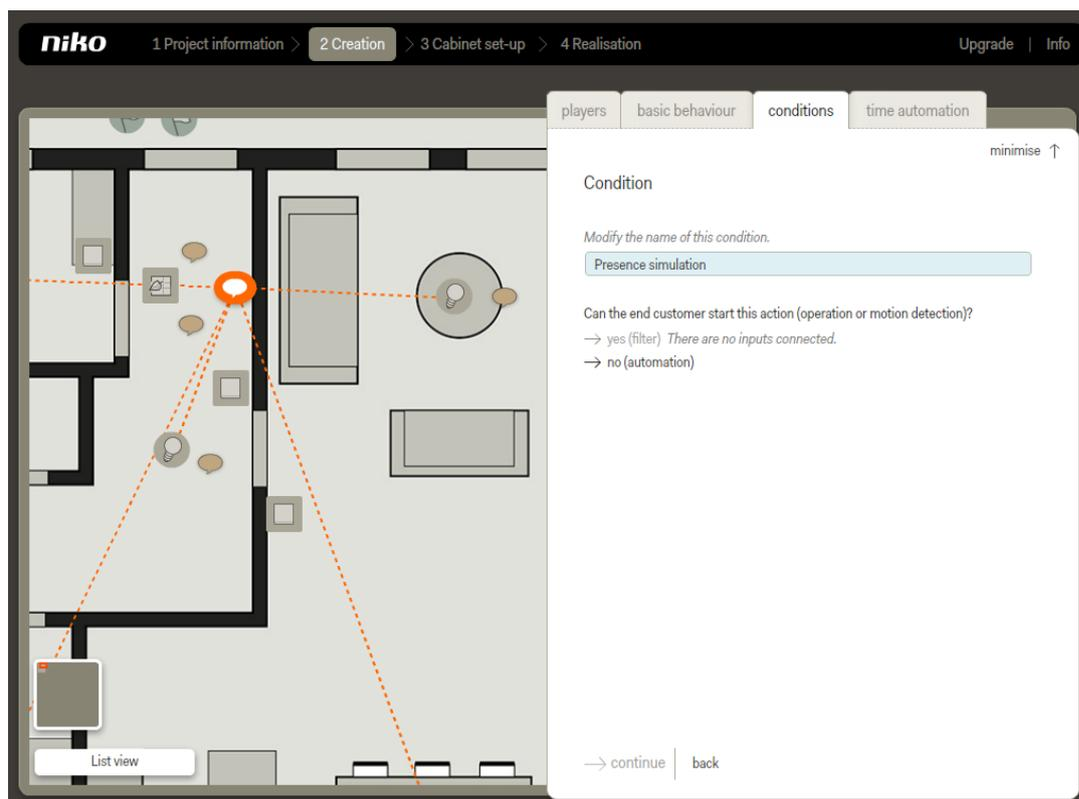 niko 1 Project information 2 Creation 3 Cabinet set-up 4 Realisation Upgrade | Info
players basic behaviour conditions time automation
minimise ↑
Condition
Modify the name of this condition.
Presence simulation
Can the end customer start this action (operation or motion detection)?
→ yes (filter) There are no inputs connected.
→ no (automation)
List view
→ continue back